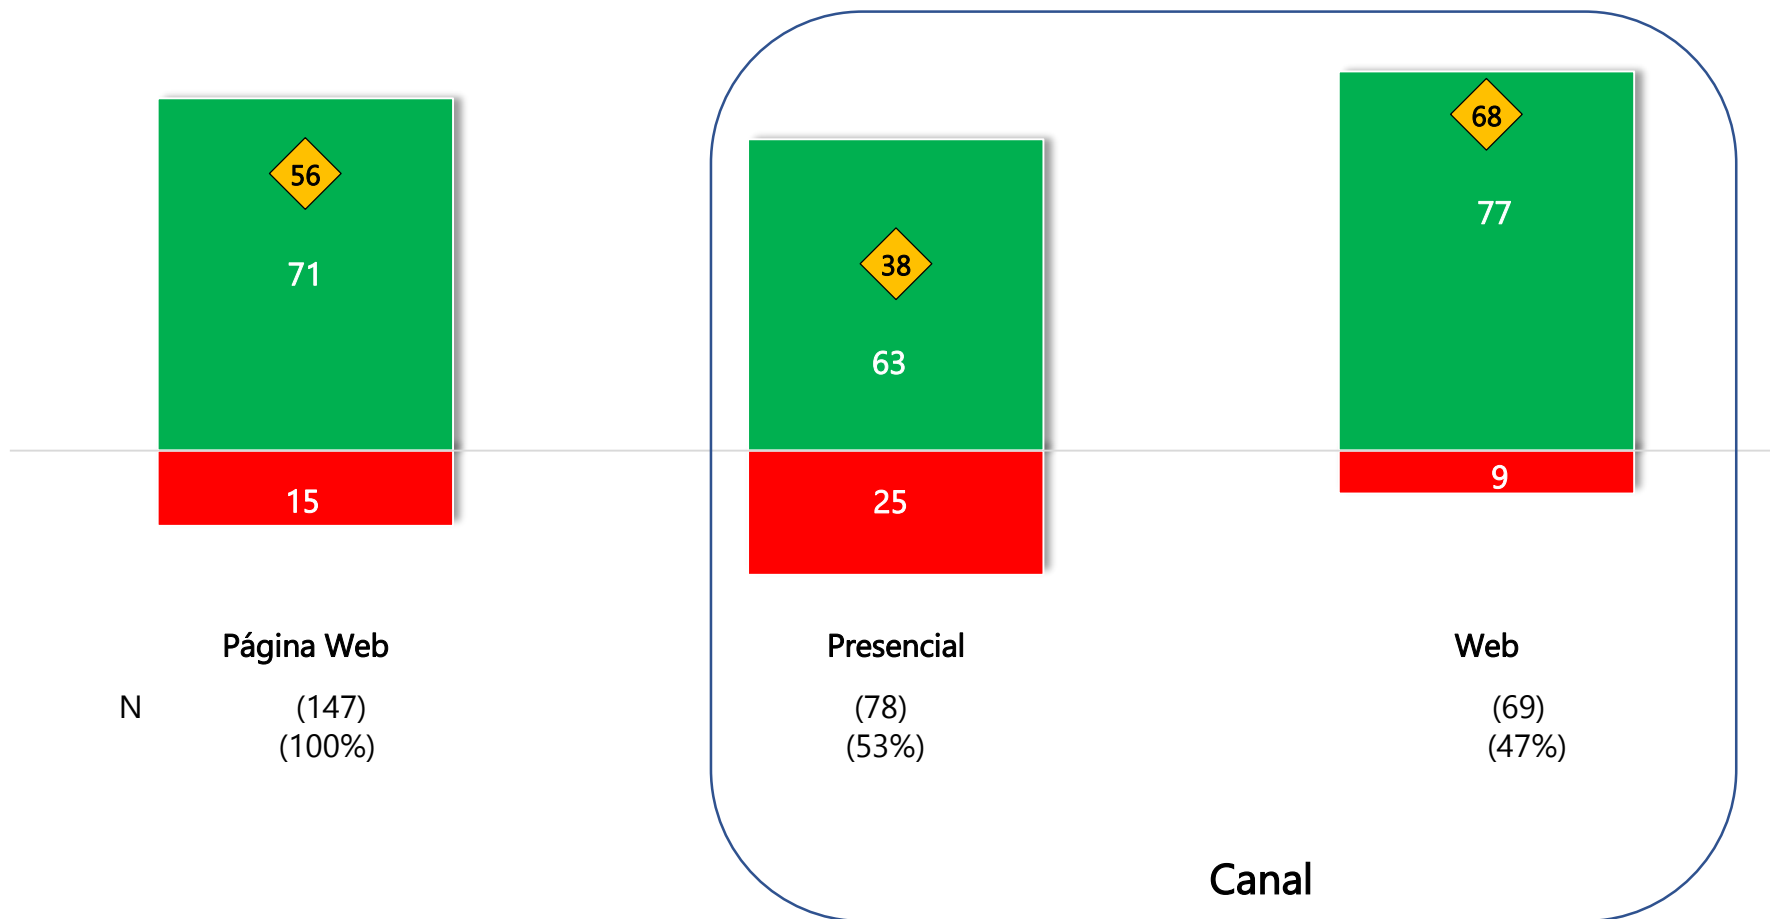 56
71
15
38
63
25
68
77
9
Página Web
Presencial
Web
N (147) (78) (69)
(100%) (53%) (47%)
Canal